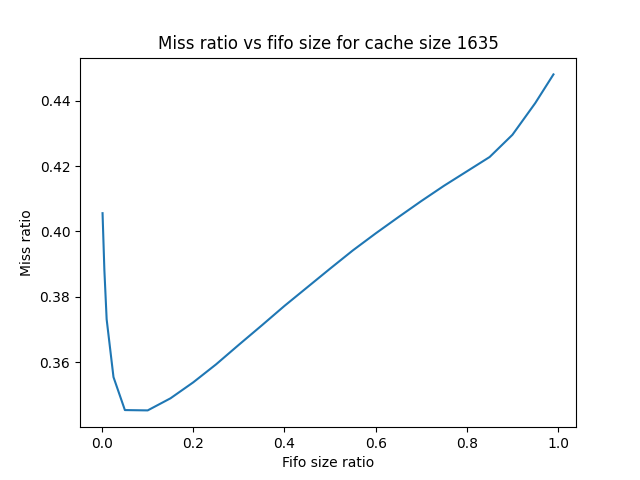 Miss ratio vs fifo size for cache size 1635
Miss ratio
0.44
0.42
0.40
0.38
0.36
0.0 0.2 0.4 0.6 0.8 1.0
Fifo size ratio